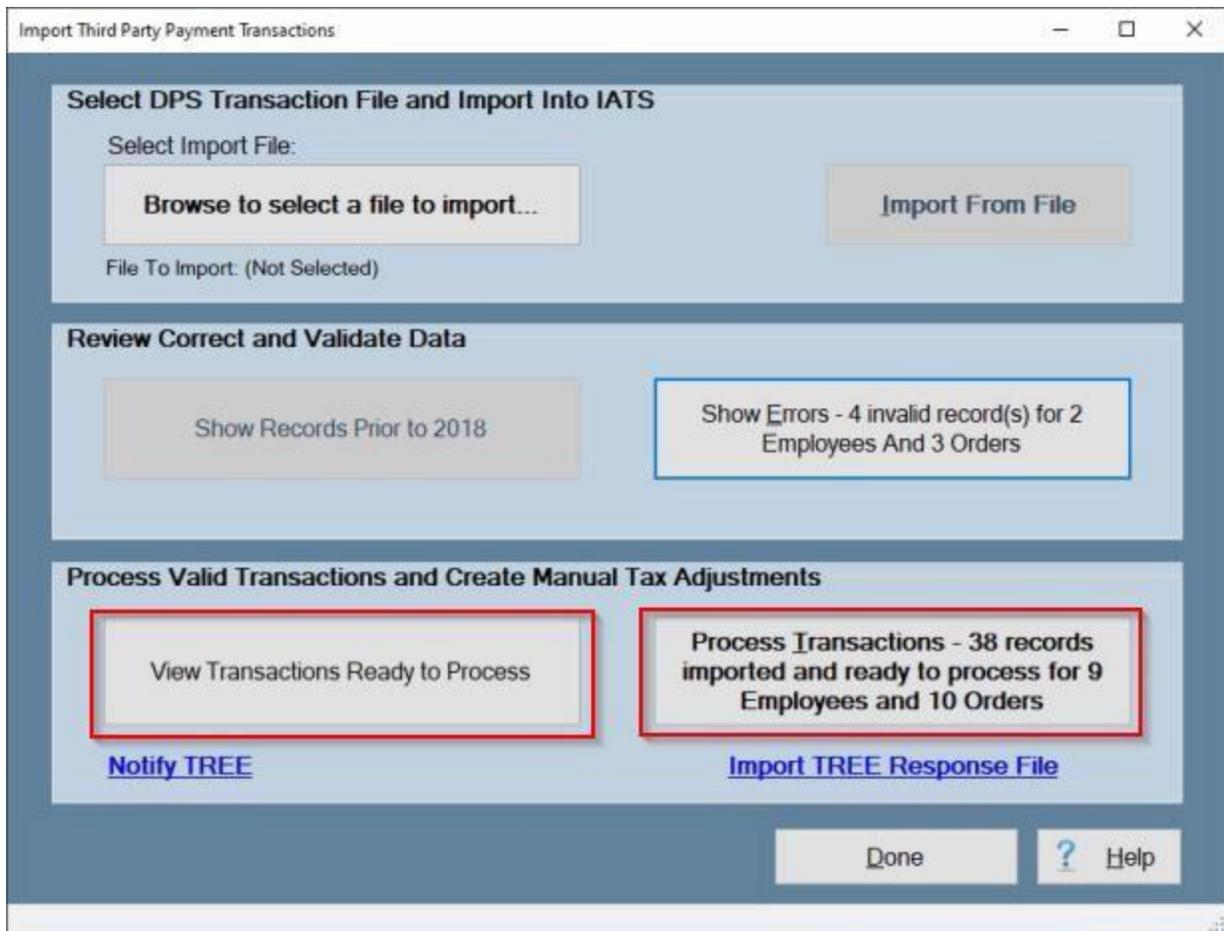 Import Third Party Payment Transactions
Select DPS Transaction File and Import Into IATS
Select Import File:
Browse to select a file to import...
Import From File
File To Import: (Not Selected)
Review Correct and Validate Data
Show Records Prior to 2018
Show Errors - 4 invalid record(s) for 2
Employees And 3 Orders
Process Valid Transactions and Create Manual Tax Adjustments
View Transactions Ready to Process
Process Transactions - 38 records
imported and ready to process for 9
Employees and 10 Orders
Notify TREE
Import TREE Response File
Done
? Help